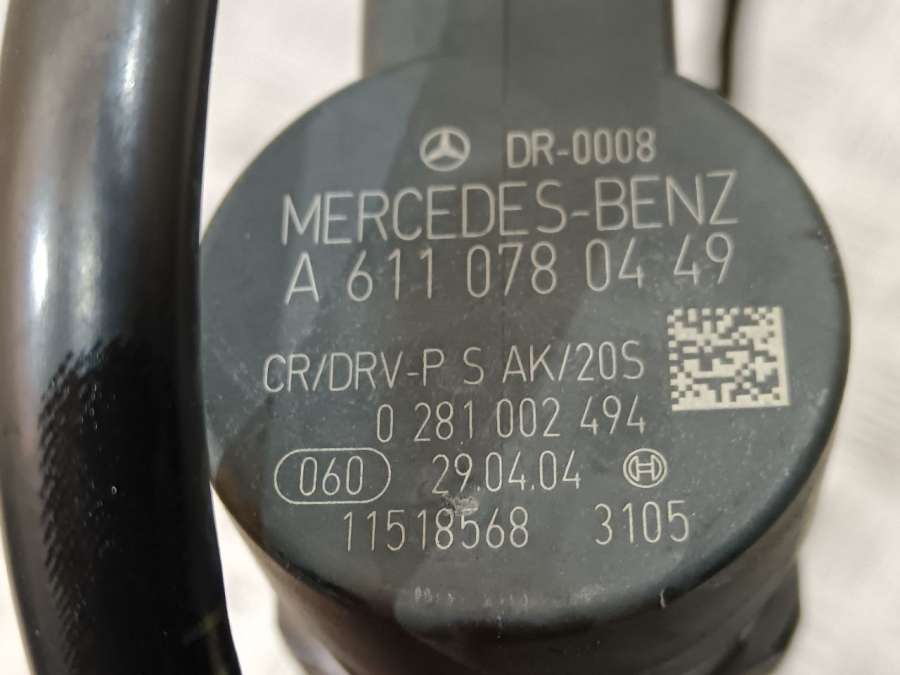 DR-0008
MERCEDES-BENZ
A 611 078 04 49
CR/DRV-P S AK/20S
0 281 002 494
060 29.04.04
11518568 3105